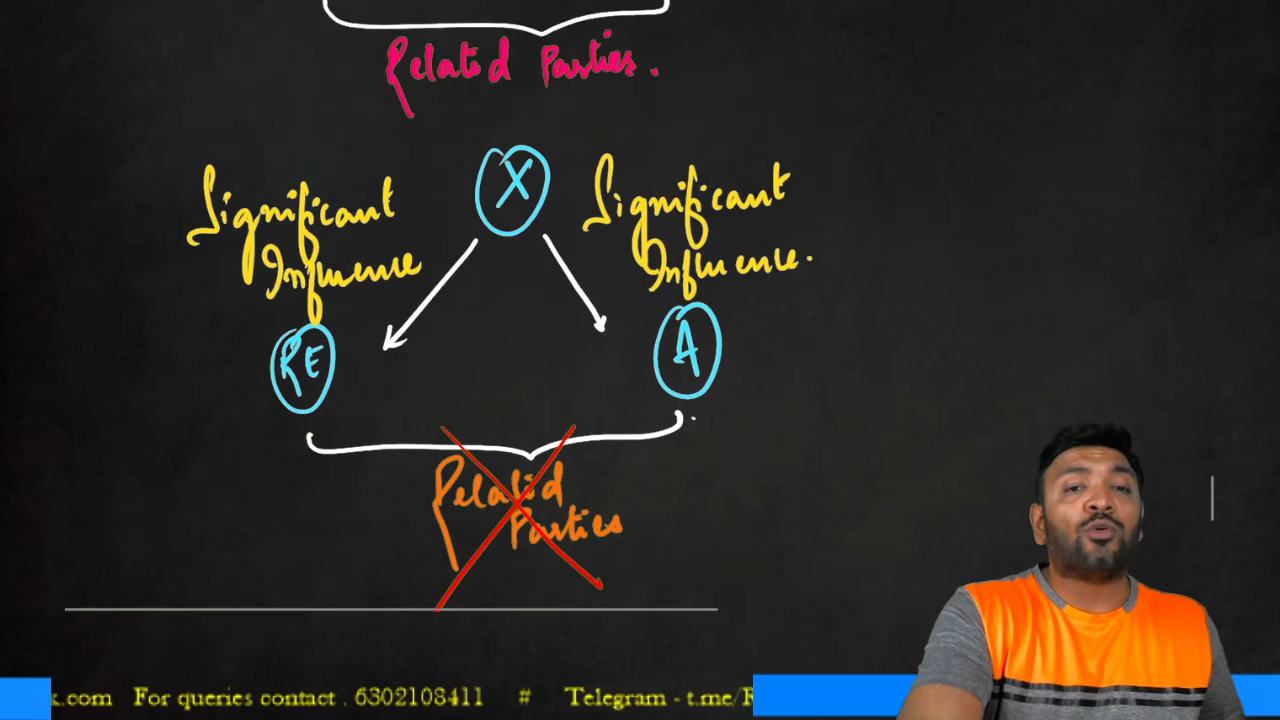 Related Parties.
X
Significant
Influence
Significant
Influence.
RE
A
Related
Parties
k.com For queries contact . 6302108411 # Telegram - t.me/R